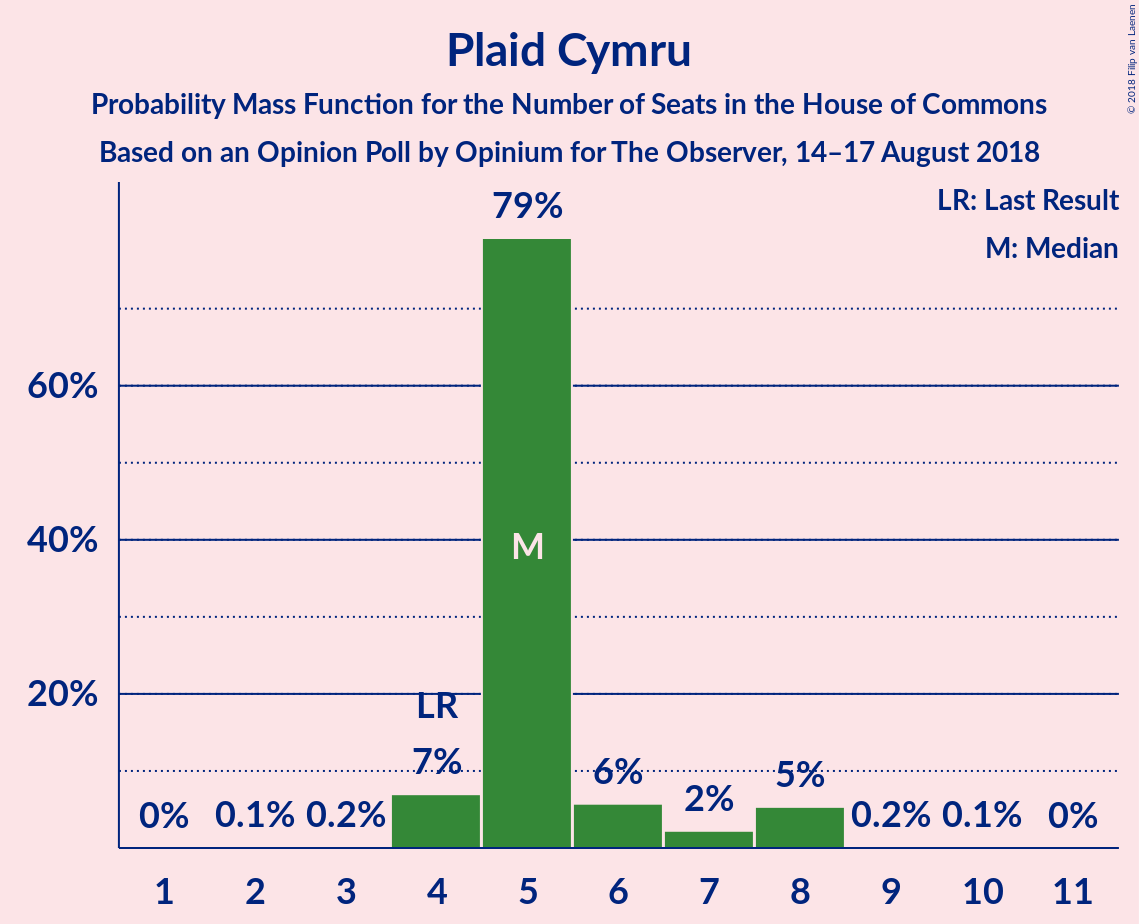 Plaid Cymru
Probability Mass Function for the Number of Seats in the House of Commons
Based on an Opinion Poll by Opinium for The Observer, 14–17 August 2018
© 2018 Filip van Laenen
LR: Last Result
M: Median
79%
60%
40%
20%
M
LR
0%
0.1%
0.2%
7%
6%
2%
5%
0.2%
0.1%
0%
1 2 3 4 5 6 7 8 9 10 11